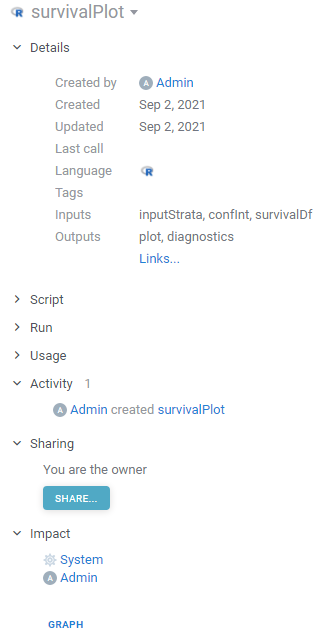 survivalPlot
Details
Created by A Admin
Created Sep 2, 2021
Updated Sep 2, 2021
Last call
Language R
Tags
Inputs inputStrata, confInt, survivalDf
Outputs plot, diagnostics
Links...
Script
Run
Usage
Activity 1
A Admin created survivalPlot
Sharing
You are the owner
SHARE...
Impact
System
A Admin
GRAPH